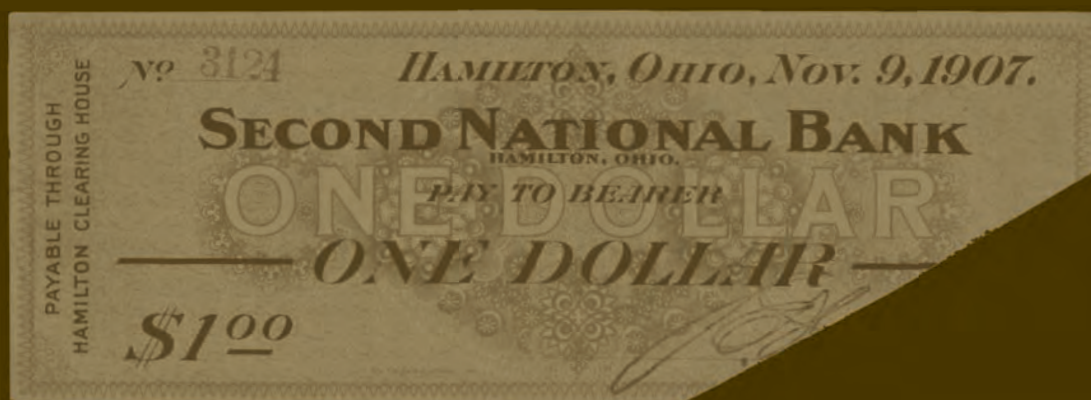 PAYABLE THROUGH
HAMILTON CLEARING HOUSE
Nº 3124
HAMILTON, OHIO, NOV. 9, 1907.
SECOND NATIONAL BANK
HAMILTON, OHIO.
PAY TO BEARER
ONE DOLLAR
ONE DOLLAR
$1 00